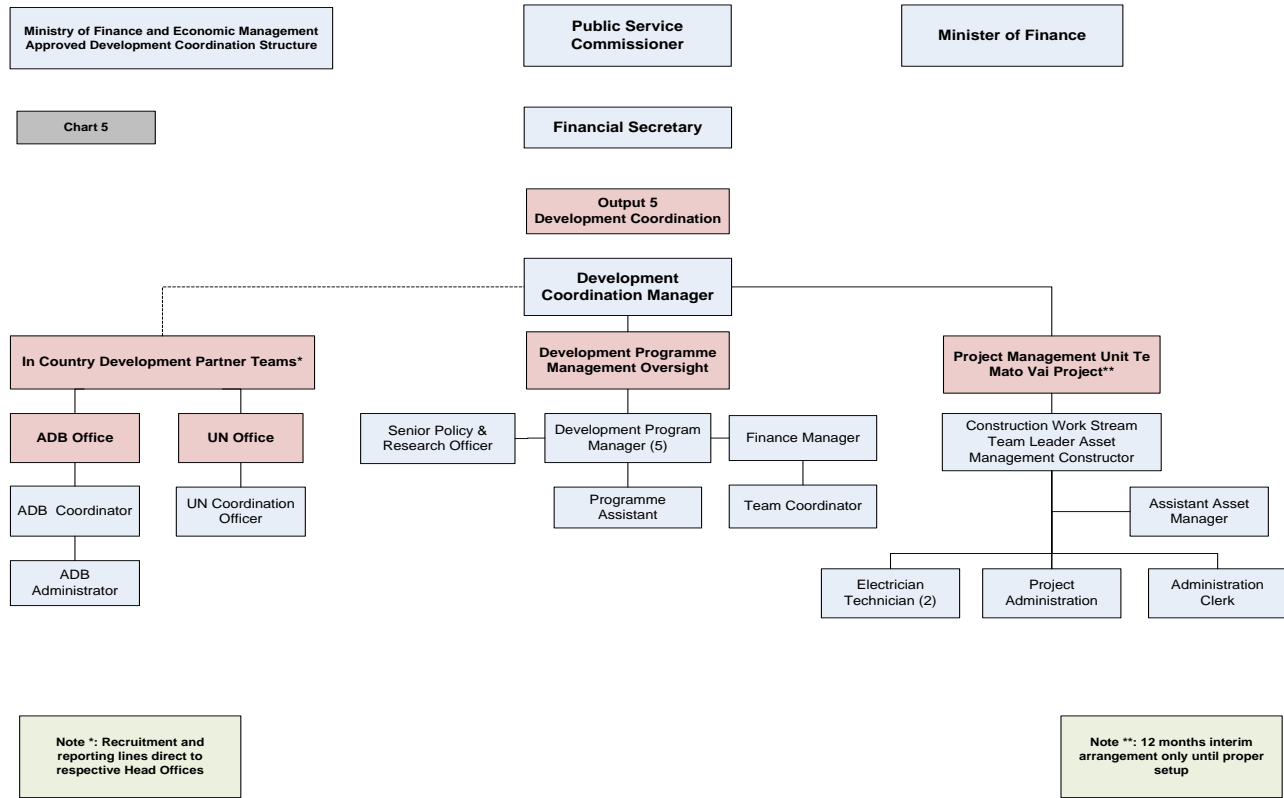 Ministry of Finance and Economic Management
Approved Development Coordination Structure
Public Service
Commissioner
Minister of Finance
Chart 5
Financial Secretary
Output 5
Development Coordination
Development
Coordination Manager
In Country Development Partner Teams*
Development Programme
Management Oversight
Project Management Unit Te
Mato Vai Project**
ADB Office
UN Office
Senior Policy &
Research Officer
Development Program
Manager (5)
Finance Manager
Construction Work Stream
Team Leader Asset
Management Constructor
ADB Coordinator
UN Coordination
Officer
Programme
Assistant
Team Coordinator
Assistant Asset
Manager
ADB
Administrator
Electrician
Technician (2)
Project
Administration
Administration
Clerk
Note *: Recruitment and
reporting lines direct to
respective Head Offices
Note **: 12 months interim
arrangement only until proper
setup